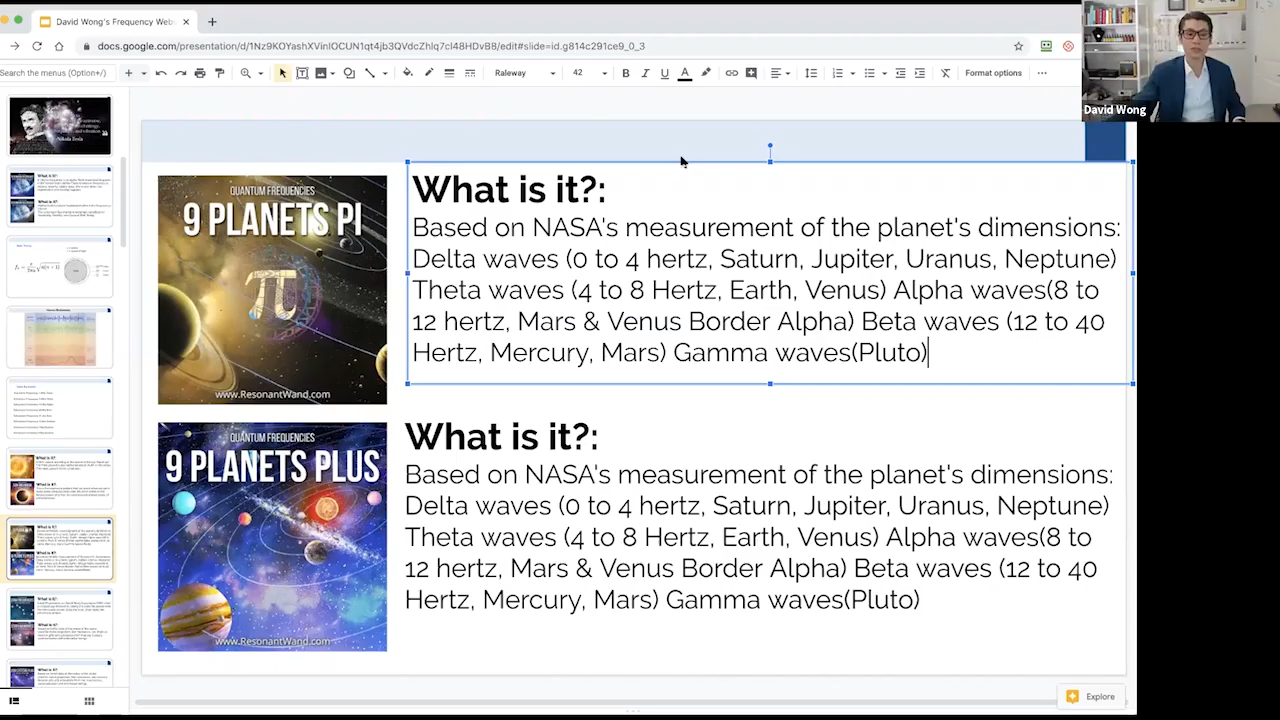 David Wong's Frequency Web
docs.google.com/presentation/d/
edit#slide=id.g812c291ce9_0_3
Search the menus (Option+/)
Raleway
42
B I U A
Format options
David Wong
QUANTUM FREQUENCIES
9 PLANETS PI
π
www.ResonantWand.com
What is it?:
Based on NASA's measurement of the planet's dimensions:
Delta waves (0 to 4 hertz, Saturn, Jupiter, Uranus, Neptune)
Theta waves (4 to 8 Hertz, Earth, Venus) Alpha waves(8 to
12 hertz, Mars & Venus Border Alpha) Beta waves (12 to 40
Hertz, Mercury, Mars) Gamma waves(Pluto)
QUANTUM FREQUENCIES
9 PLANETS PLUS
www.ResonantWand.com
What is it?:
Based on NASA's measurement of the planet's dimensions:
Delta waves (0 to 4 hertz, Saturn, Jupiter, Uranus, Neptune)
Theta waves (4 to 8 Hertz, Earth, Venus) Alpha waves(8 to
12 hertz, Mars & Venus Border Alpha) Beta waves (12 to 40
Hertz, Mercury, Mars) Gamma waves(Pluto)
Explore